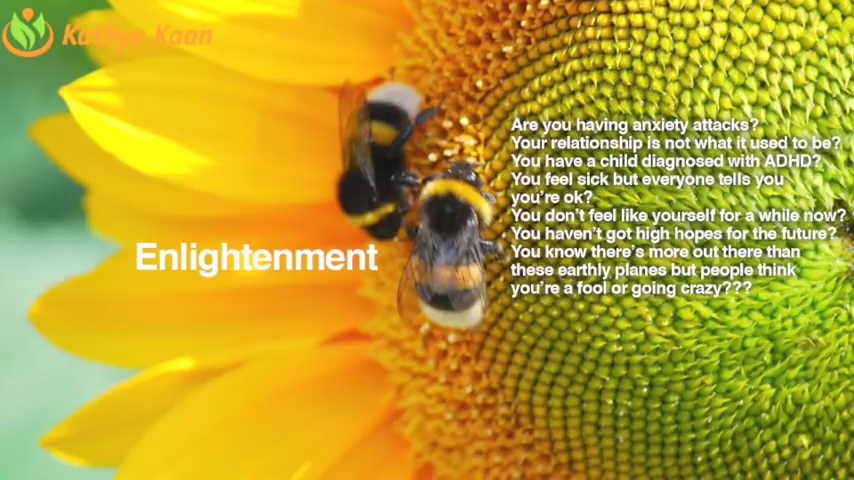 Kathye Kaan
Enlightenment
Are you having anxiety attacks?
Your relationship is not what it used to be?
You have a child diagnosed with ADHD?
You feel sick but everyone tells you
you're ok?
You don't feel like yourself for a while now?
You haven't got high hopes for the future?
You know there's more out there than
these earthly planes but people think
you're a fool or going crazy???